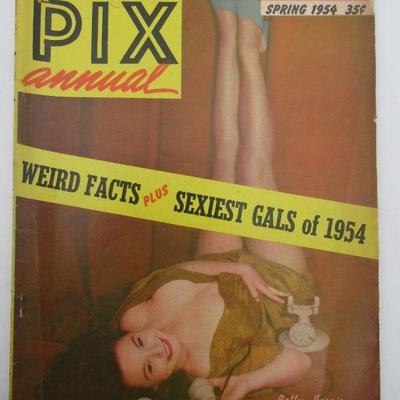 PIX
annual
SPRING 1954 35¢
WEIRD FACTS PLUS SEXIEST GALS of 1954